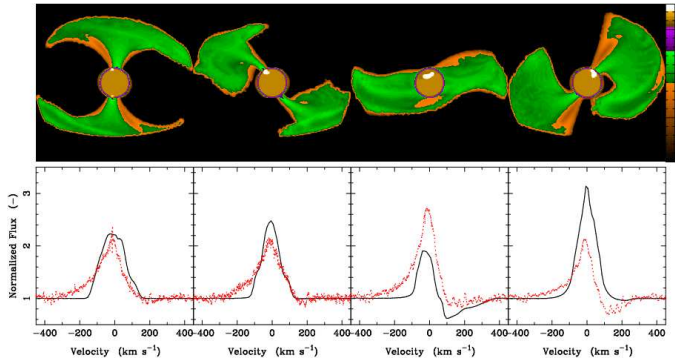 3
2
1
Normalized Flux (−)
−400 −200 0 200 400 −400 −200 0 200 400 −400 −200 0 200 400 −400 −200 0 200 400
Velocity (km s⁻¹) Velocity (km s⁻¹) Velocity (km s⁻¹) Velocity (km s⁻¹)